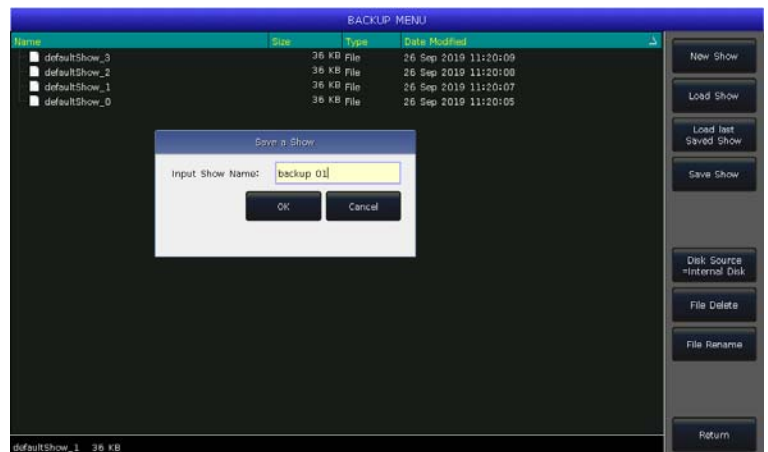 BACKUP MENU
Name Size Type Date Modified
defaultShow_3 36 KB File 26 Sep 2019 11:20:09
defaultShow_2 36 KB File 26 Sep 2019 11:20:08
defaultShow_1 36 KB File 26 Sep 2019 11:20:07
defaultShow_0 36 KB File 26 Sep 2019 11:20:05
Save a Show
Input Show Name:
backup 01
OK
Cancel
New Show
Load Show
Load last
Saved Show
Save Show
Disk Source
=Internal Disk
File Delete
File Rename
Return
defaultShow_1 36 KB